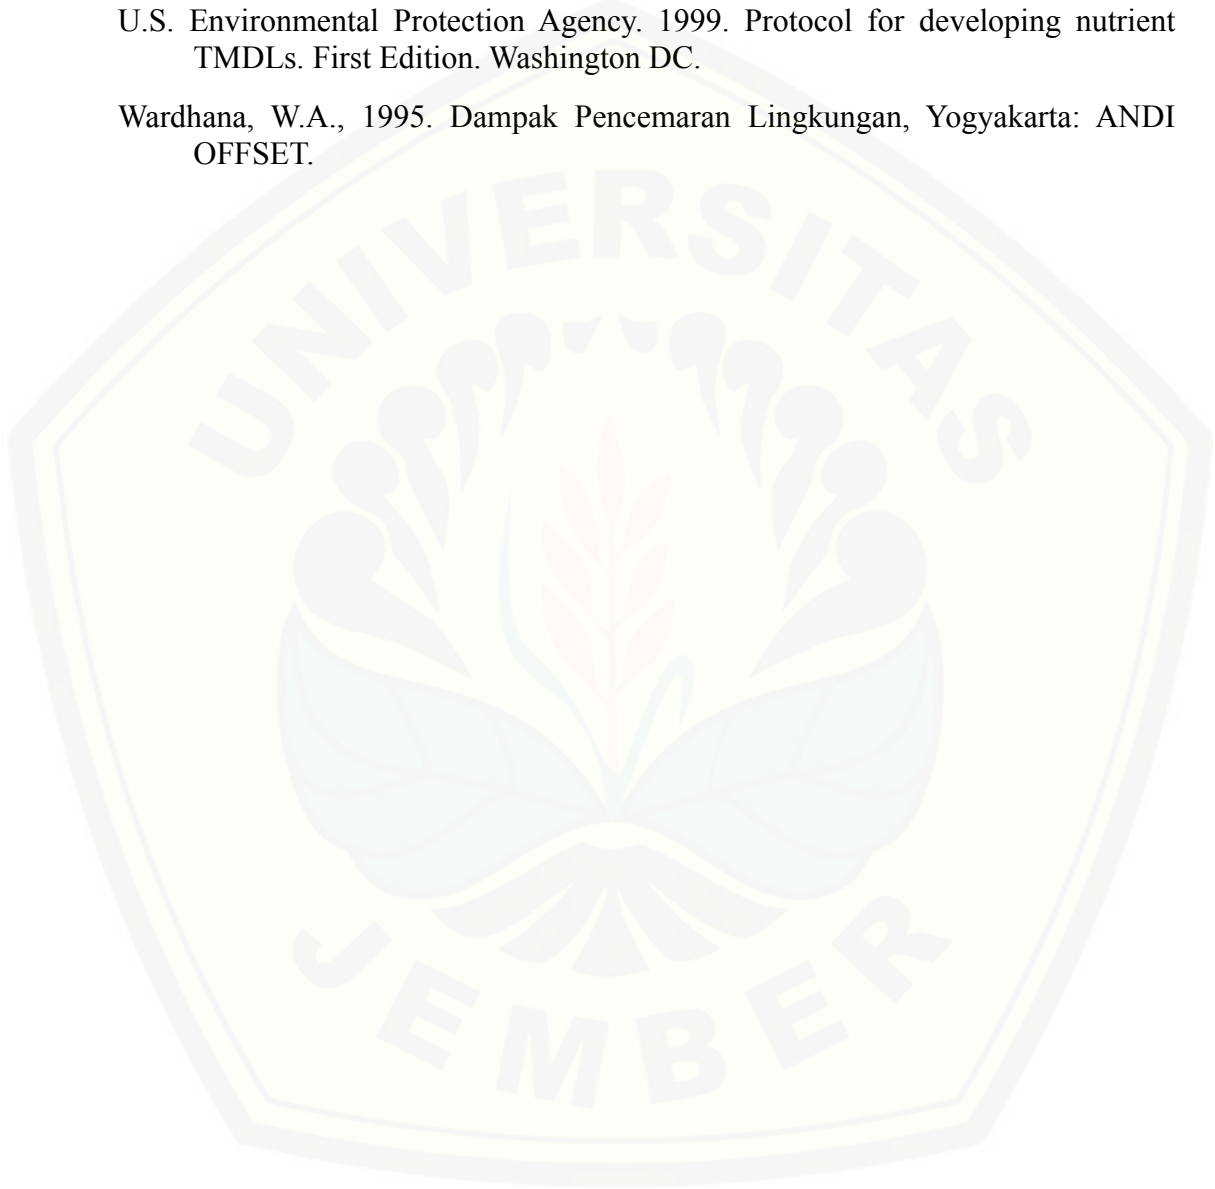 U.S. Environmental Protection Agency. 1999. Protocol for developing nutrient
TMDLs. First Edition. Washington DC.
Wardhana, W.A., 1995. Dampak Pencemaran Lingkungan, Yogyakarta: ANDI
OFFSET.
UNIVERSITAS
JEMBER